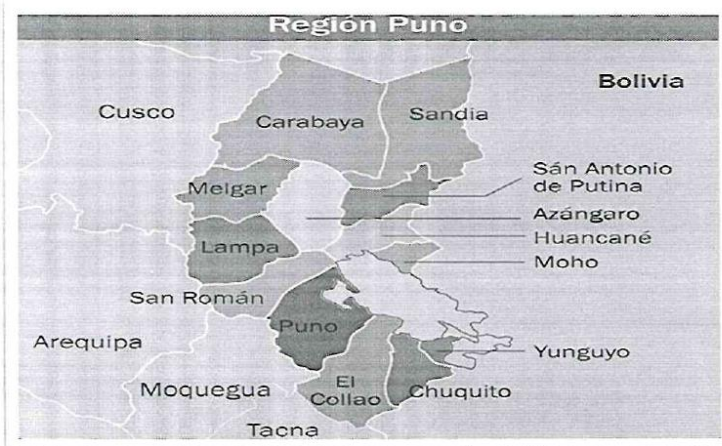 Región Puno
Bolivia
Cusco
Carabaya
Sandia
Melgar
Sán Antonio
de Putina
Azángaro
Huancané
Lampa
Moho
San Román
Puno
Arequipa
Yunguyo
Moquegua
El
Collao
Chuquito
Tacna